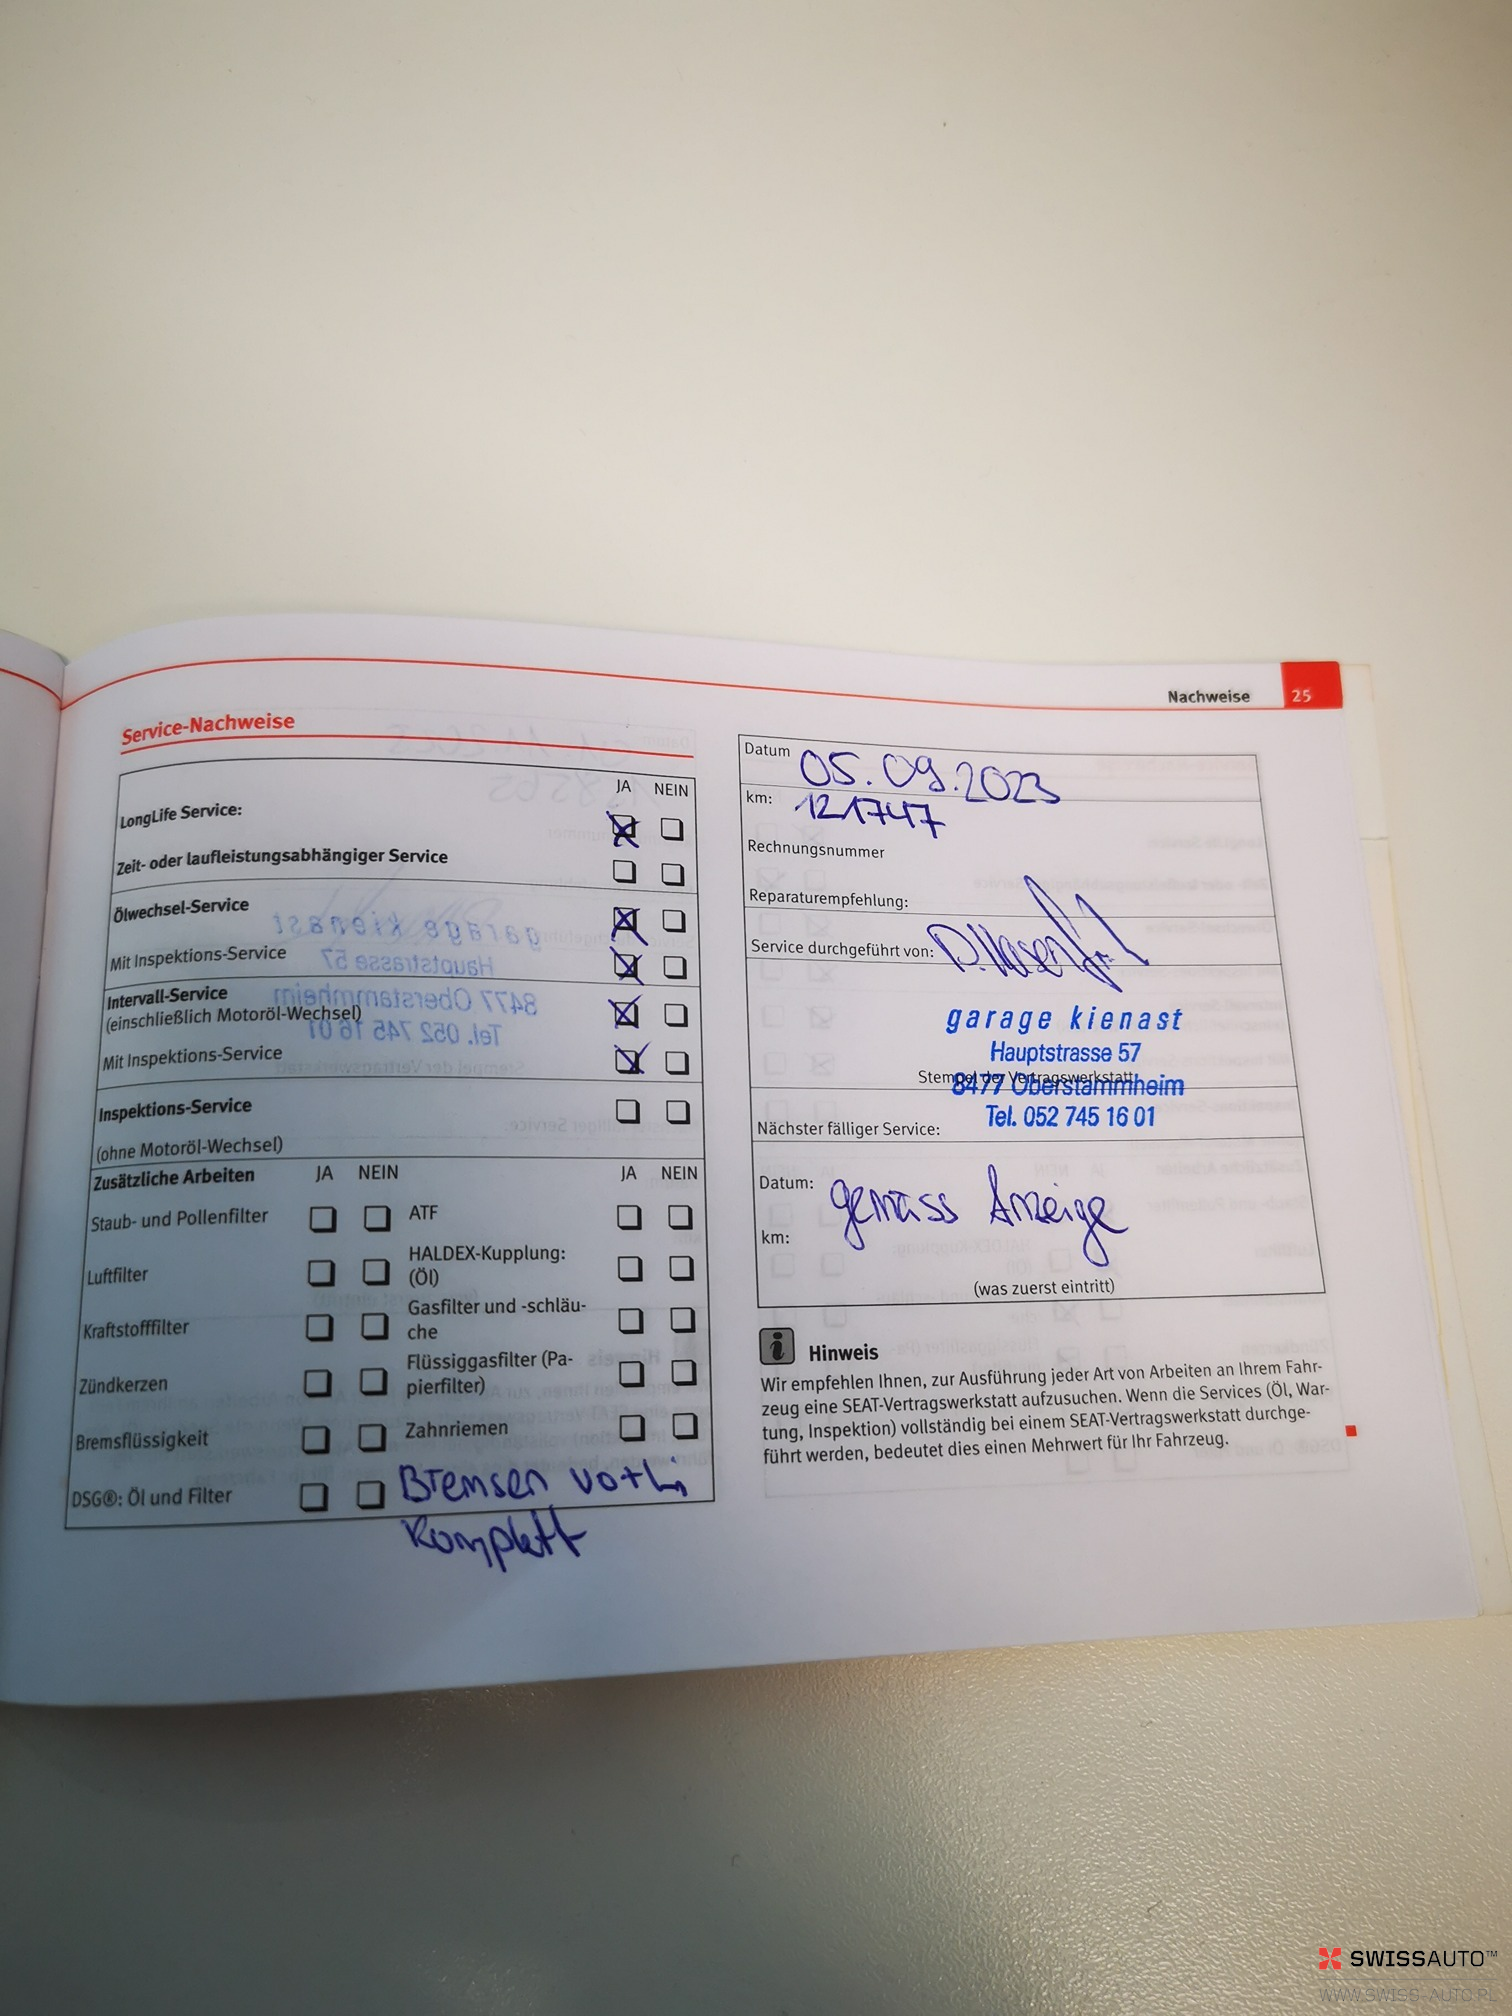 Nachweise 25
Service-Nachweise
JA NEIN
LongLife Service:
Zeit- oder laufleistungsabhängiger Service
Ölwechsel-Service
Mit Inspektions-Service
Intervall-Service
(einschließlich Motoröl-Wechsel)
Mit Inspektions-Service
Inspektions-Service
(ohne Motoröl-Wechsel)
Zusätzliche Arbeiten JA NEIN JA NEIN
Staub- und Pollenfilter ATF
Luftfilter HALDEX-Kupplung:
(Öl)
Kraftstofffilter Gasfilter und -schläu-
che
Zündkerzen Flüssiggasfilter (Pa-
pierfilter)
Bremsflüssigkeit Zahnriemen
DSG®: Öl und Filter Bremsen vo+hi
Komplett
Datum 05.09.2023
km: 121747
Rechnungsnummer
Reparaturempfehlung:
Service durchgeführt von:
garage kienast
Hauptstrasse 57
Stempel der Vertragswerkstatt
8477 Oberstammheim
Tel. 052 745 16 01
Nächster fälliger Service:
Datum: gemäss Anzeige
km:
(was zuerst eintritt)
Hinweis
Wir empfehlen Ihnen, zur Ausführung jeder Art von Arbeiten an Ihrem Fahr-
zeug eine SEAT-Vertragswerkstatt aufzusuchen. Wenn die Services (Öl, War-
tung, Inspektion) vollständig bei einem SEAT-Vertragswerkstatt durchge-
führt werden, bedeutet dies einen Mehrwert für Ihr Fahrzeug.
SWISSAUTO™
WWW.SWISS-AUTO.PL